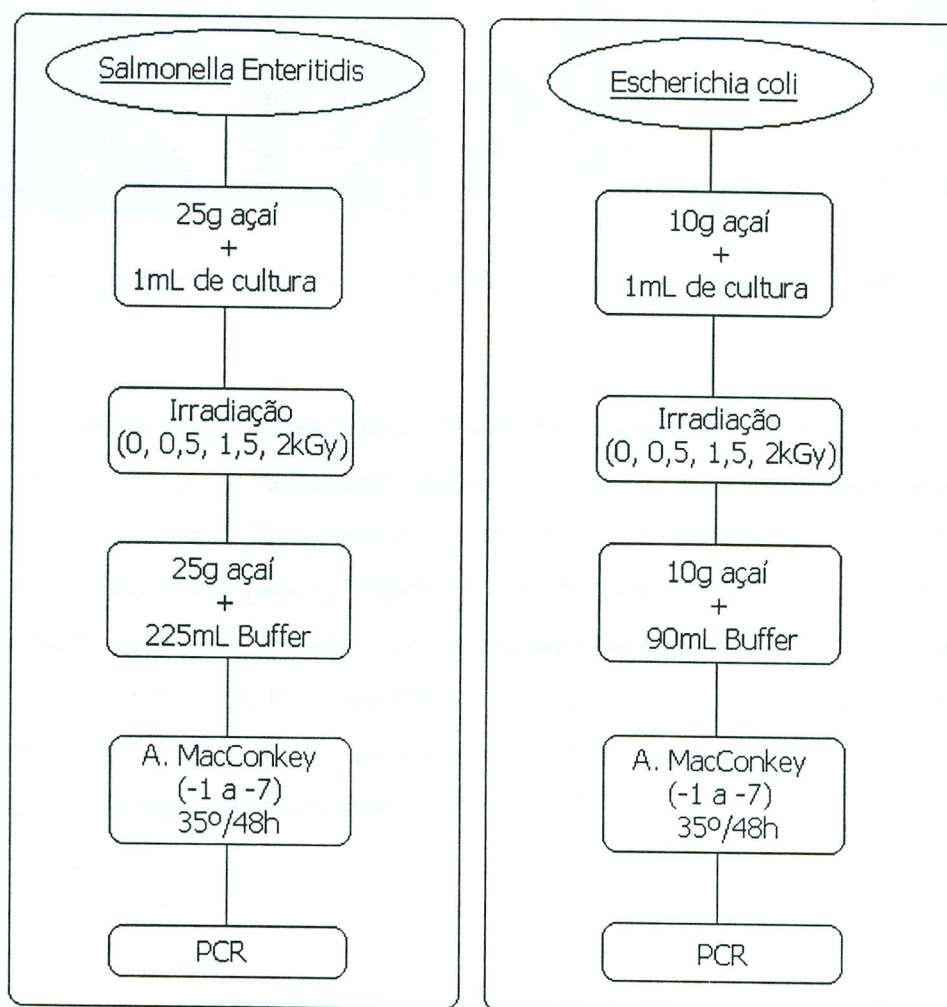 Salmonella Enteritidis
25g açaí
+
1mL de cultura
Irradiação
(0, 0,5, 1,5, 2kGy)
25g açaí
+
225mL Buffer
A. MacConkey
(-1 a -7)
35º/48h
PCR
Escherichia coli
10g açaí
+
1mL de cultura
Irradiação
(0, 0,5, 1,5, 2kGy)
10g açaí
+
90mL Buffer
A. MacConkey
(-1 a -7)
35º/48h
PCR